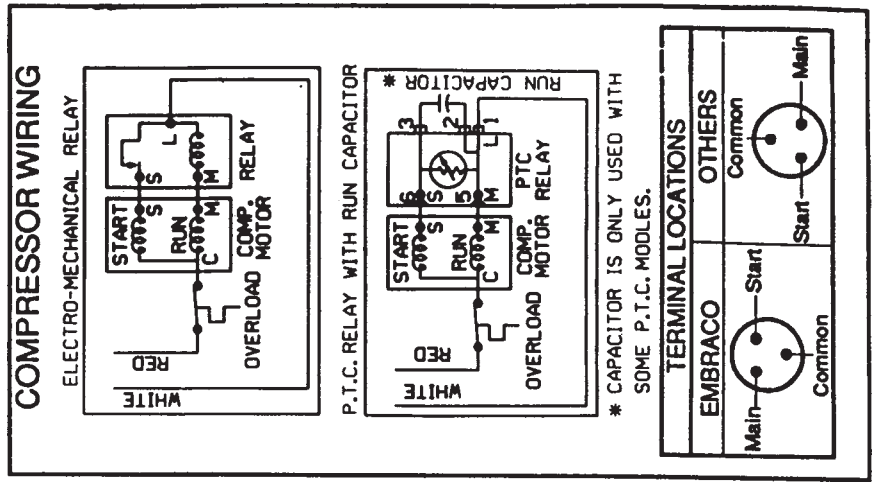 COMPRESSOR WIRING
ELECTRO-MECHANICAL RELAY
WHITE
RED
OVERLOAD
C
START
RUN
S
M
COMP.
MOTOR
S
M
L
RELAY
P.T.C. RELAY WITH RUN CAPACITOR
WHITE
RED
OVERLOAD
C
START
RUN
S
M
COMP.
MOTOR
6
S
5
M
3
2
L
1
PTC
RELAY
RUN CAPACITOR *
* CAPACITOR IS ONLY USED WITH
SOME P.T.C. MODLES.
TERMINAL LOCATIONS
EMBRACO
OTHERS
Main
Start
Common
Common
Start
Main